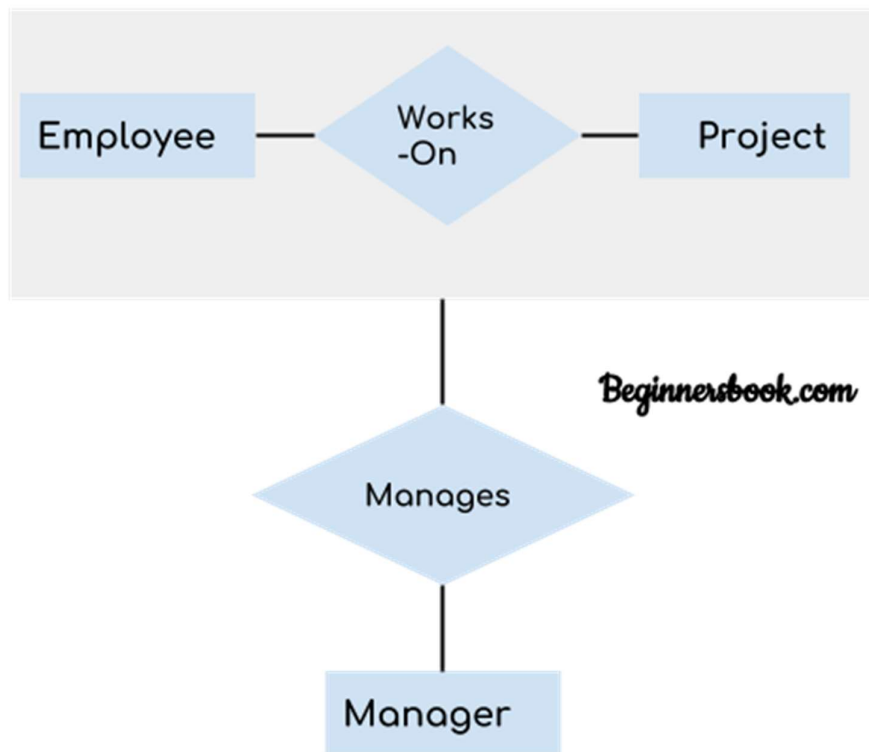 Employee
Works
-On
Project
Beginnersbook.com
Manages
Manager